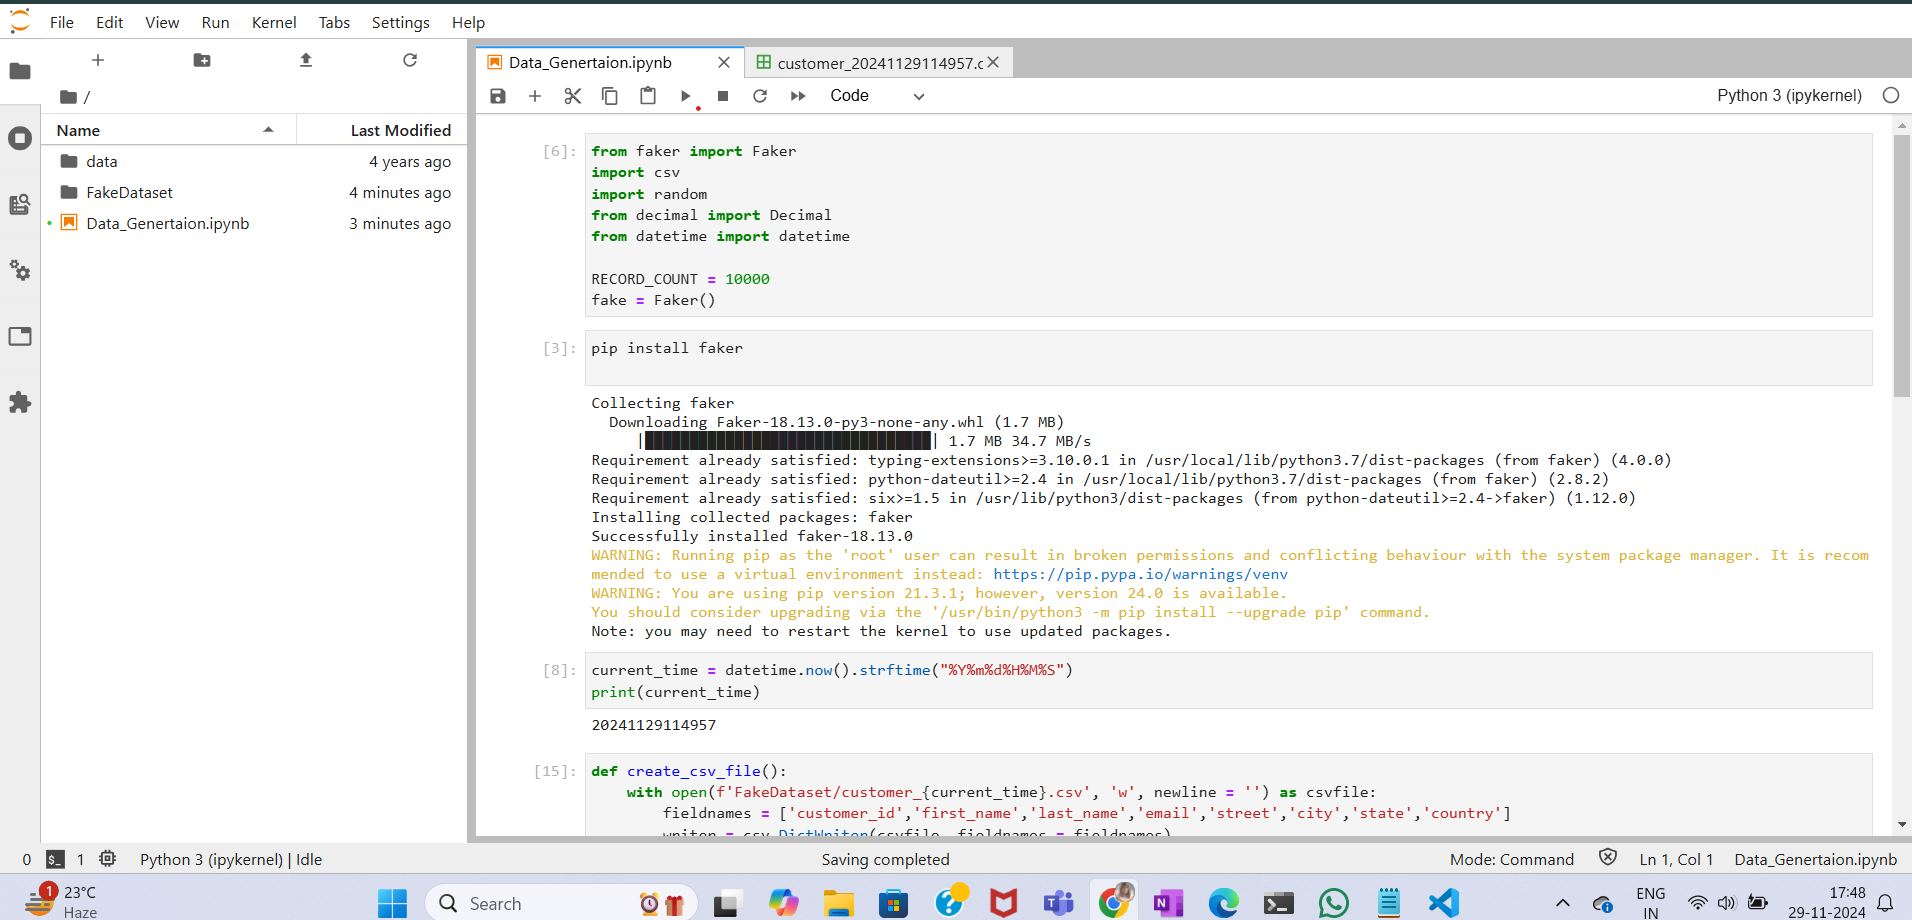 File Edit View Run Kernel Tabs Settings Help
Data_Genertaion.ipynb
customer_20241129114957.c
Code
Python 3 (ipykernel)
/
Name Last Modified
data 4 years ago
FakeDataset 4 minutes ago
Data_Genertaion.ipynb 3 minutes ago
[6]:
from faker import Faker
import csv
import random
from decimal import Decimal
from datetime import datetime
RECORD_COUNT = 10000
fake = Faker()
[3]:
pip install faker
Collecting faker
Downloading Faker-18.13.0-py3-none-any.whl (1.7 MB)
| 1.7 MB 34.7 MB/s
Requirement already satisfied: typing-extensions>=3.10.0.1 in /usr/local/lib/python3.7/dist-packages (from faker) (4.0.0)
Requirement already satisfied: python-dateutil>=2.4 in /usr/local/lib/python3.7/dist-packages (from faker) (2.8.2)
Requirement already satisfied: six>=1.5 in /usr/lib/python3/dist-packages (from python-dateutil>=2.4->faker) (1.12.0)
Installing collected packages: faker
Successfully installed faker-18.13.0
WARNING: Running pip as the 'root' user can result in broken permissions and conflicting behaviour with the system package manager. It is recom
mended to use a virtual environment instead: https://pip.pypa.io/warnings/venv
WARNING: You are using pip version 21.3.1; however, version 24.0 is available.
You should consider upgrading via the '/usr/bin/python3 -m pip install --upgrade pip' command.
Note: you may need to restart the kernel to use updated packages.
[8]:
current_time = datetime.now().strftime("%Y%m%d%H%M%S")
print(current_time)
20241129114957
[15]:
def create_csv_file():
with open(f'FakeDataset/customer_{current_time}.csv', 'w', newline = '') as csvfile:
fieldnames = ['customer_id','first_name','last_name','email','street','city','state','country']
writer = csv.DictWriter(csvfile, fieldnames = fieldnames)
0 $_ 1 Python 3 (ipykernel) | Idle Saving completed Mode: Command Ln 1, Col 1 Data_Genertaion.ipynb
1
23°C
Haze
Search
ENG
IN
17:48
29-11-2024